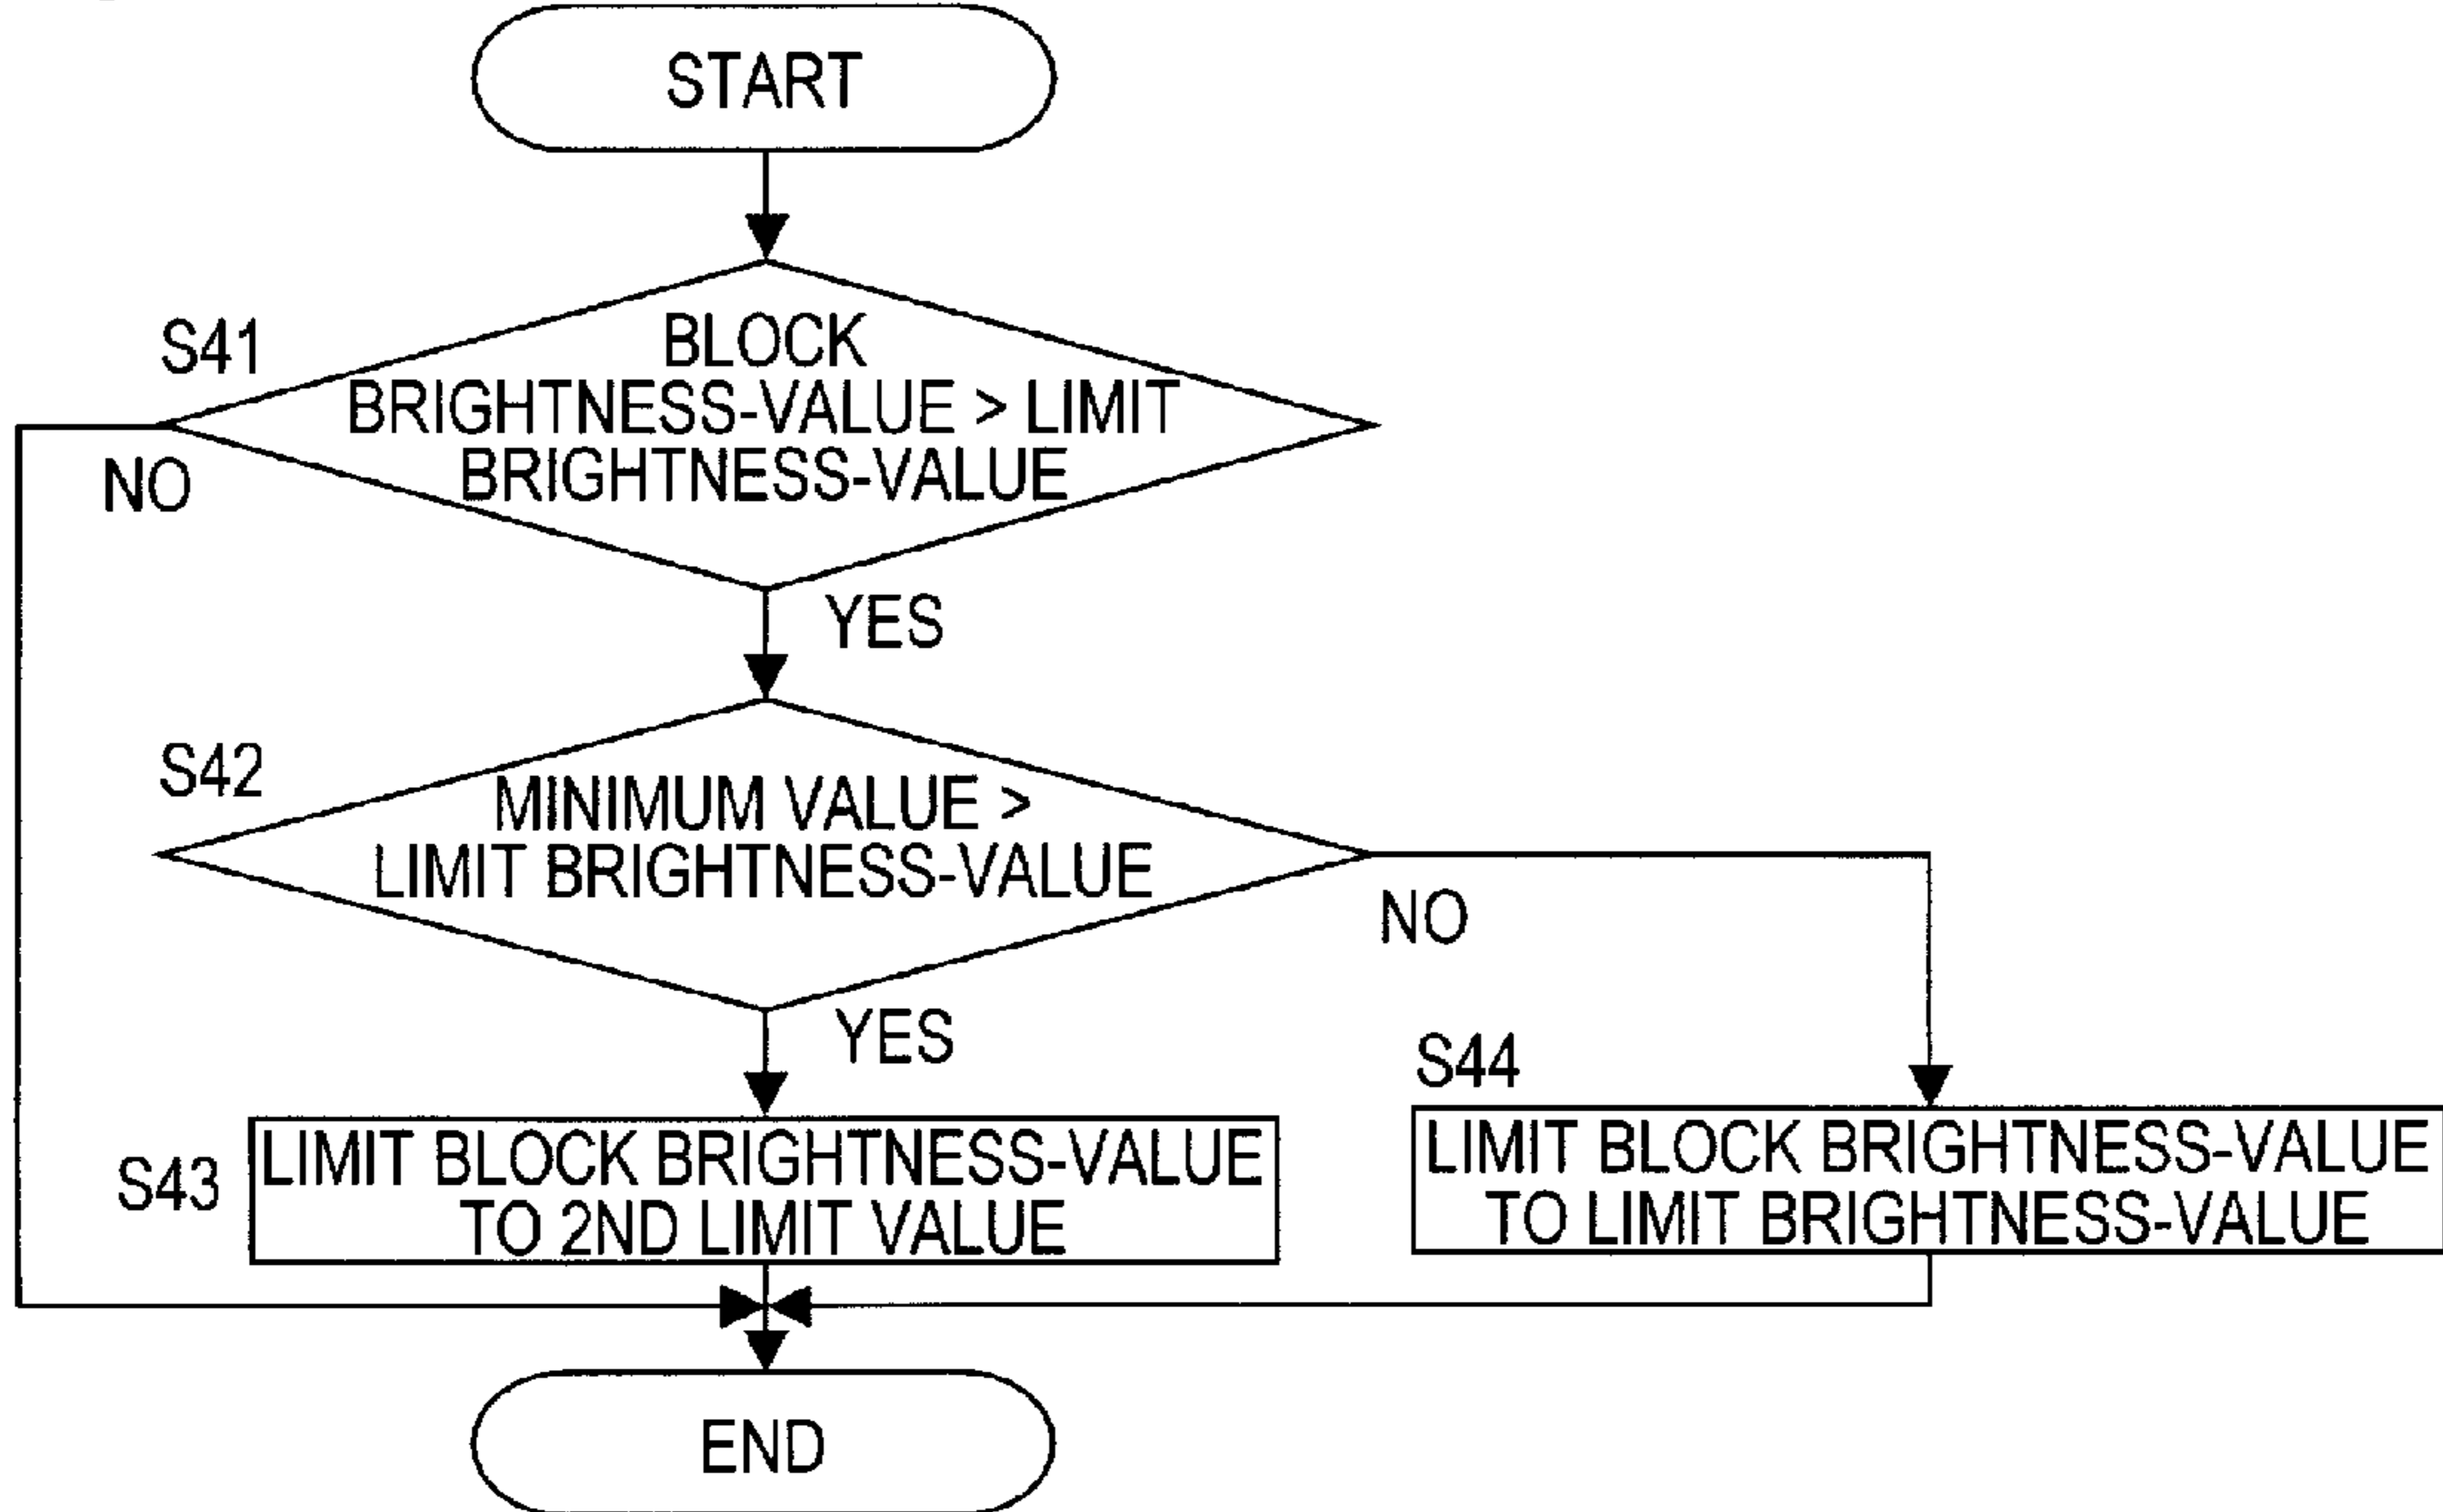 START
S41
BLOCK
BRIGHTNESS-VALUE > LIMIT
BRIGHTNESS-VALUE
NO
YES
S42
MINIMUM VALUE >
LIMIT BRIGHTNESS-VALUE
NO
YES
S43
LIMIT BLOCK BRIGHTNESS-VALUE
TO 2ND LIMIT VALUE
S44
LIMIT BLOCK BRIGHTNESS-VALUE
TO LIMIT BRIGHTNESS-VALUE
END